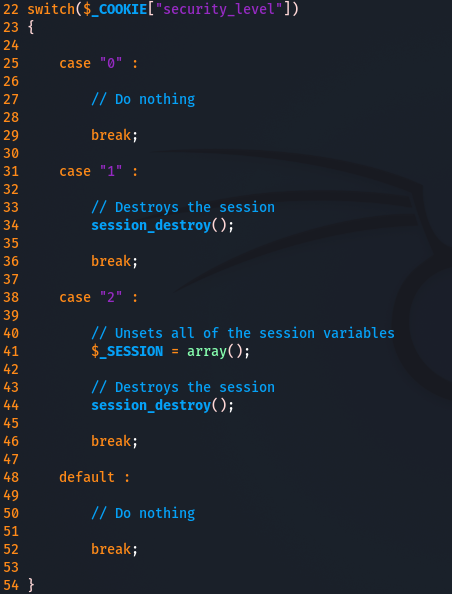 22 switch($_COOKIE["security_level"])
23 {
24
25     case "0" :
26
27         // Do nothing
28
29         break;
30
31     case "1" :
32
33         // Destroys the session
34         session_destroy();
35
36         break;
37
38     case "2" :
39
40         // Unsets all of the session variables
41         $_SESSION = array();
42
43         // Destroys the session
44         session_destroy();
45
46         break;
47
48     default :
49
50         // Do nothing
51
52         break;
53
54 }